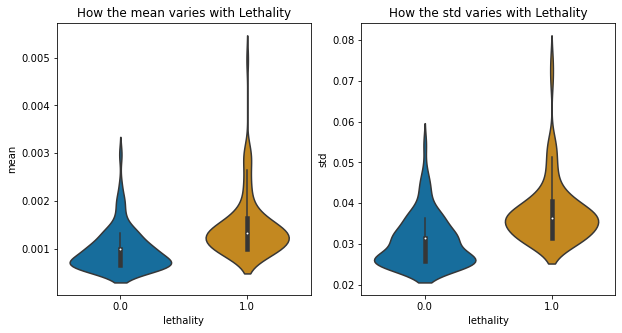 How the mean varies with Lethality
mean
0.005
0.004
0.003
0.002
0.001
0.0
1.0
lethality
How the std varies with Lethality
std
0.08
0.07
0.06
0.05
0.04
0.03
0.02
0.0
1.0
lethality